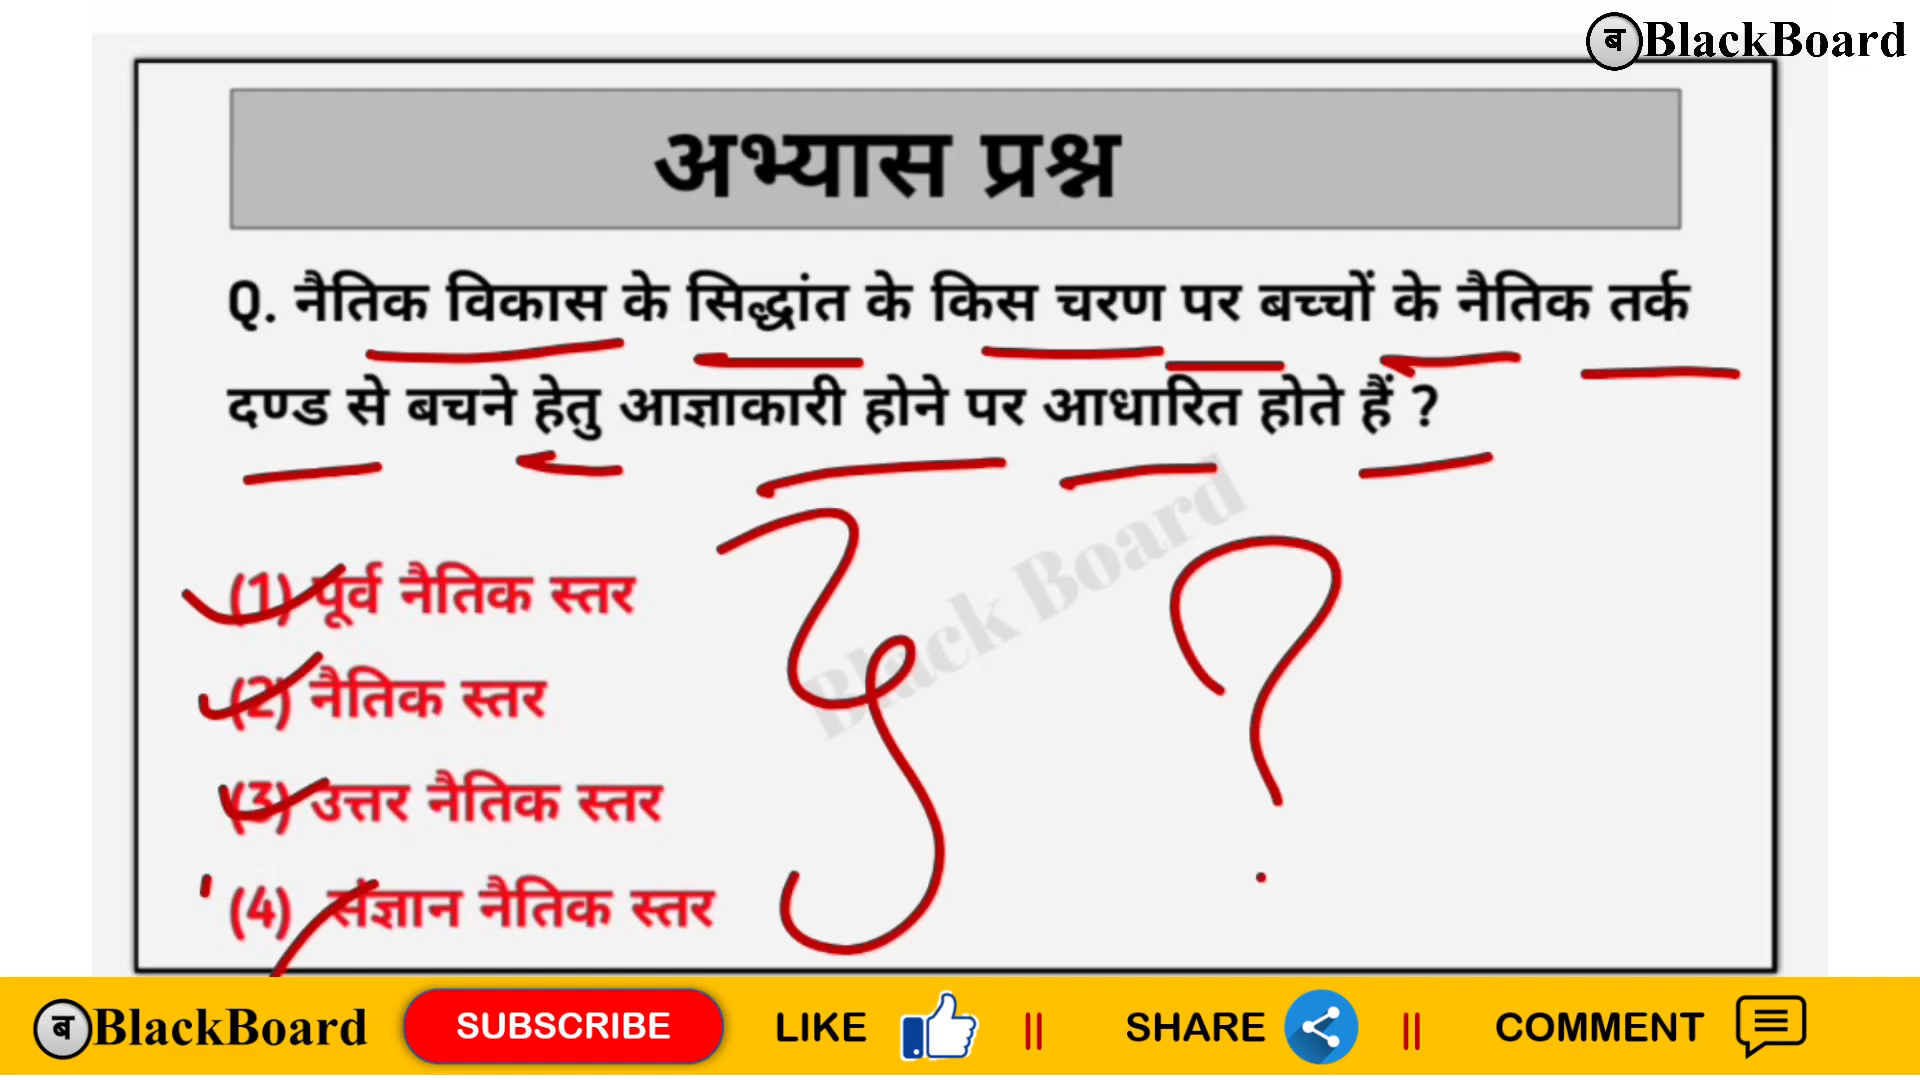 ब BlackBoard
अभ्यास प्रश्न
Q. नैतिक विकास के सिद्धांत के किस चरण पर बच्चों के नैतिक तर्क
दण्ड से बचने हेतु आज्ञाकारी होने पर आधारित होते हैं ?
(1) पूर्व नैतिक स्तर
(2) नैतिक स्तर
(3) उत्तर नैतिक स्तर
(4) संज्ञान नैतिक स्तर
Black Board
ब BlackBoard SUBSCRIBE LIKE || SHARE || COMMENT